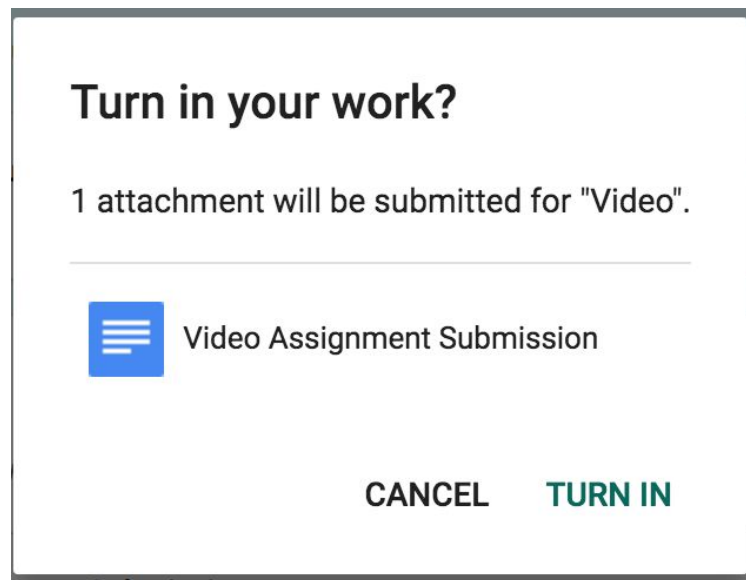 Turn in your work?
1 attachment will be submitted for "Video".
Video Assignment Submission
CANCEL TURN IN